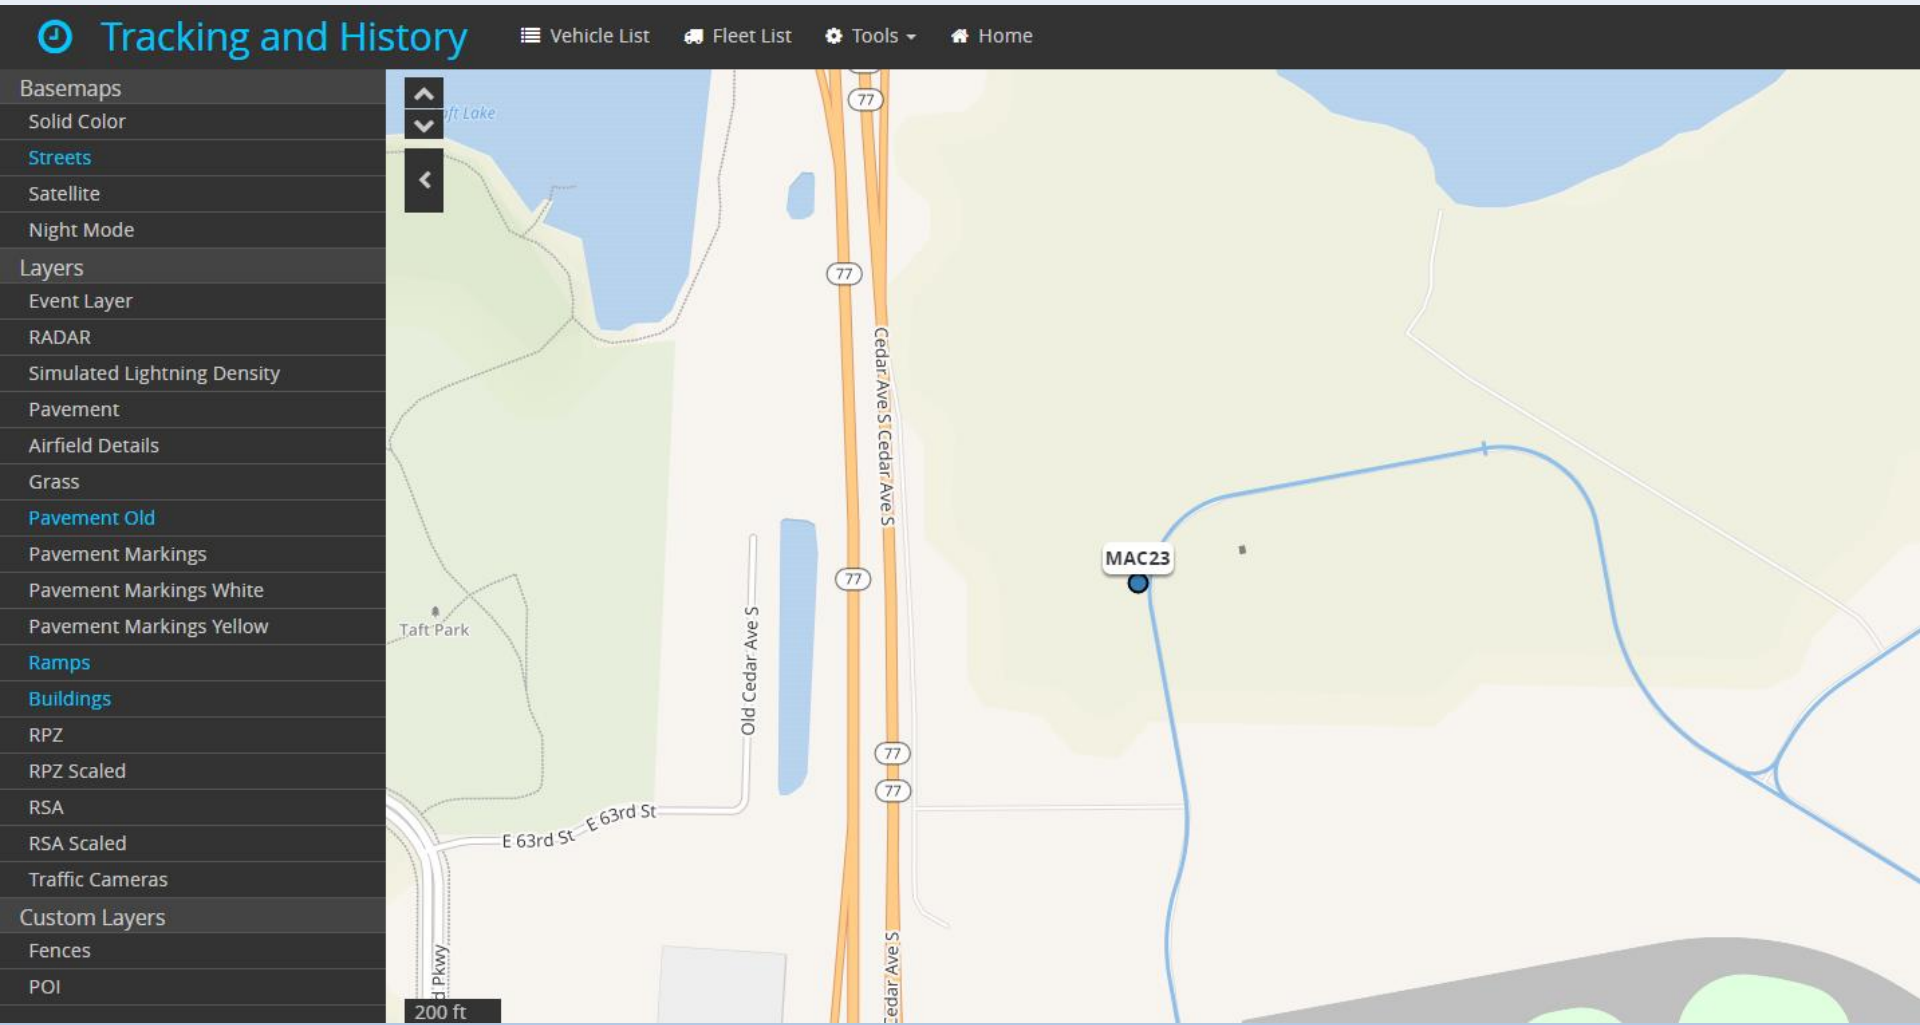 Tracking and History
Vehicle List
Fleet List
Tools
Home
Basemaps
Solid Color
Streets
Satellite
Night Mode
Layers
Event Layer
RADAR
Simulated Lightning Density
Pavement
Airfield Details
Grass
Pavement Old
Pavement Markings
Pavement Markings White
Pavement Markings Yellow
Ramps
Buildings
RPZ
RPZ Scaled
RSA
RSA Scaled
Traffic Cameras
Custom Layers
Fences
POI
ft Lake
77
77
Cedar Ave S
Cedar Ave S
77
MAC23
Taft Park
Old Cedar Ave S
77
77
E 63rd St
E 63rd St
Cedar Ave S
d Pkwy
200 ft